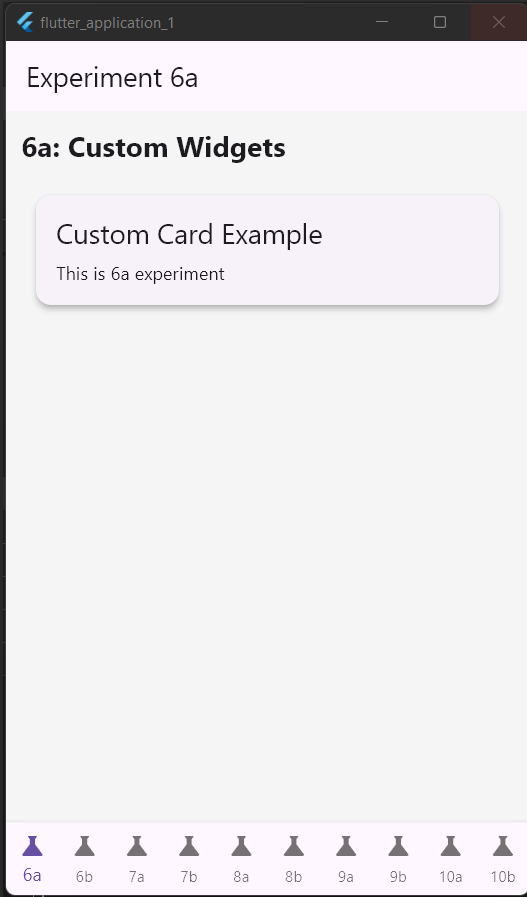 flutter_application_1
Experiment 6a
6a: Custom Widgets
Custom Card Example
This is 6a experiment
6a 6b 7a 7b 8a 8b 9a 9b 10a 10b